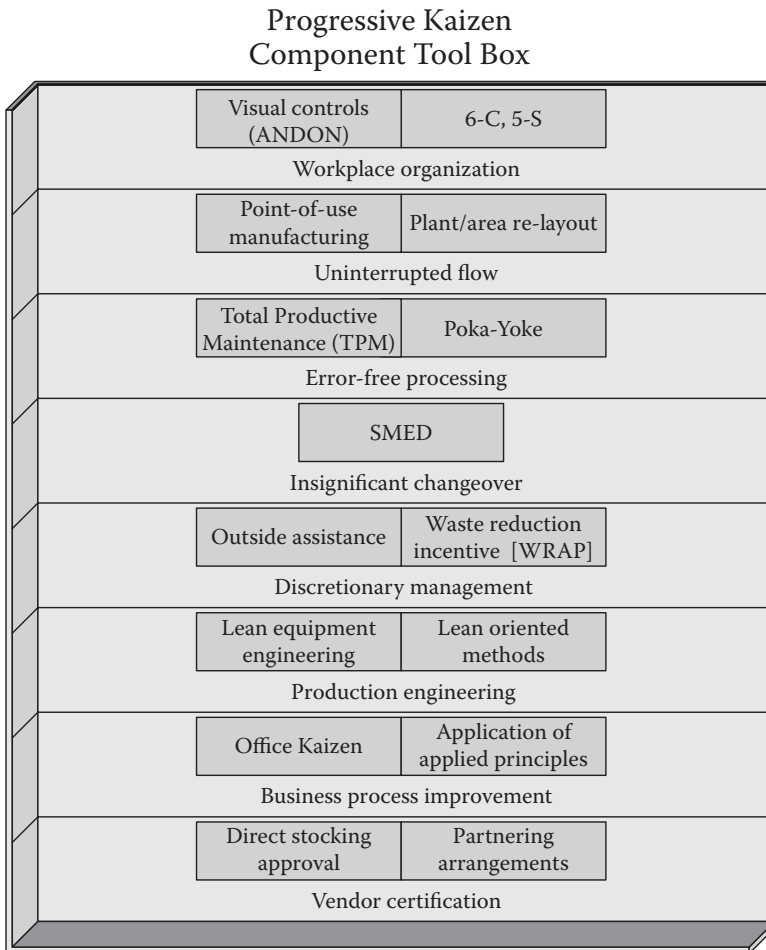 Progressive Kaizen
Component Tool Box
Visual controls
(ANDON)
6-C, 5-S
Workplace organization
Point-of-use
manufacturing
Plant/area re-layout
Uninterrupted flow
Total Productive
Maintenance (TPM)
Poka-Yoke
Error-free processing
SMED
Insignificant changeover
Outside assistance
Waste reduction
incentive [WRAP]
Discretionary management
Lean equipment
engineering
Lean oriented
methods
Production engineering
Office Kaizen
Application of
applied principles
Business process improvement
Direct stocking
approval
Partnering
arrangements
Vendor certification